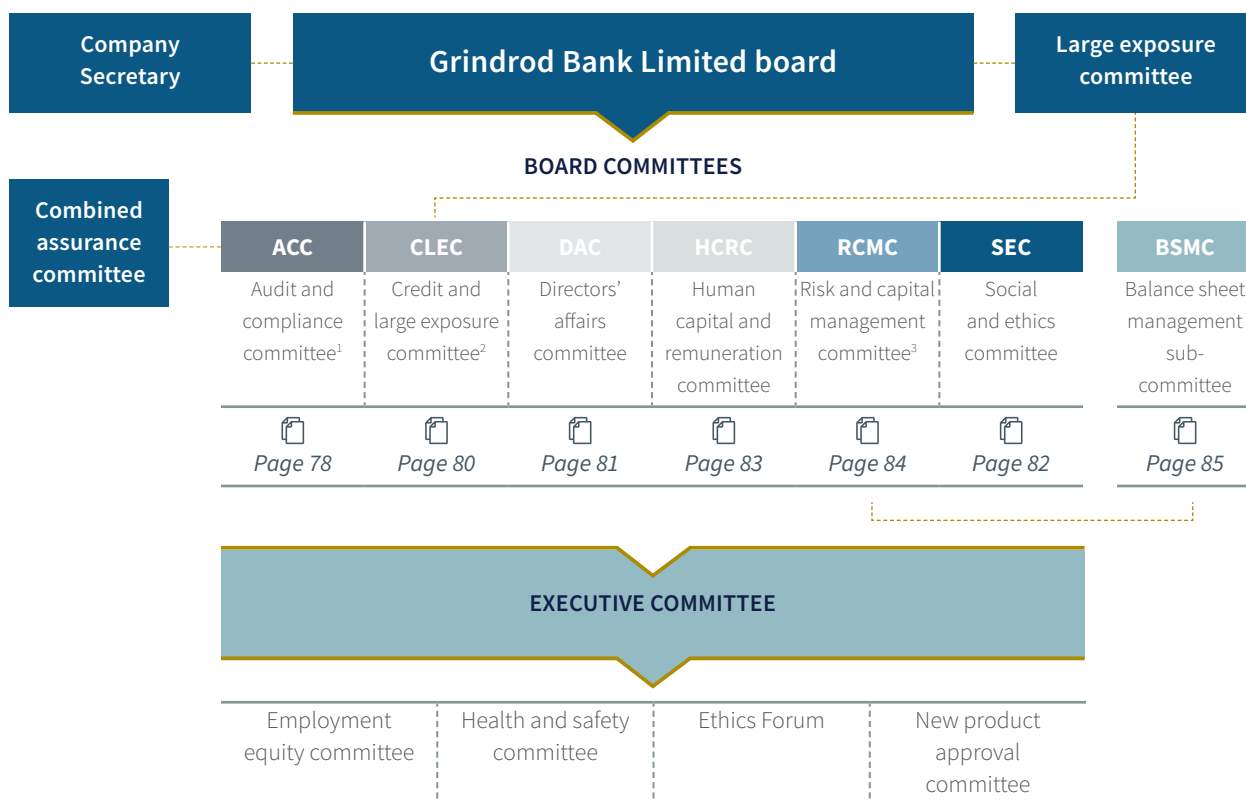 Company
Secretary
Grindrod Bank Limited board
Large exposure
committee
BOARD COMMITTEES
Combined
assurance
committee
ACC
Audit and
compliance
committee¹
Page 78
CLEC
Credit and
large exposure
committee²
Page 80
DAC
Directors’
affairs
committee
Page 81
HCRC
Human
capital and
remuneration
committee
Page 83
RCMC
Risk and capital
management
committee³
Page 84
SEC
Social
and ethics
committee
Page 82
BSMC
Balance sheet
management
sub-
committee
Page 85
EXECUTIVE COMMITTEE
Employment
equity committee
Health and safety
committee
Ethics Forum
New product
approval
committee